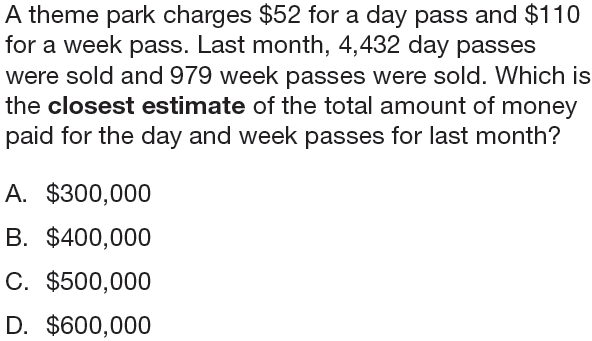 A theme park charges $52 for a day pass and $110
for a week pass. Last month, 4,432 day passes
were sold and 979 week passes were sold. Which is
the closest estimate of the total amount of money
paid for the day and week passes for last month?
A. $300,000
B. $400,000
C. $500,000
D. $600,000